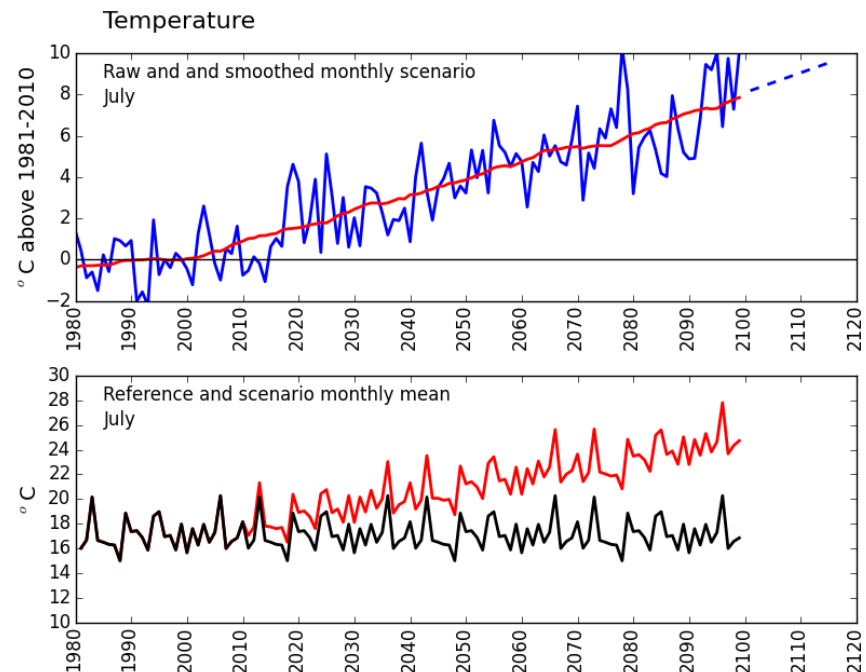 Temperature
Raw and and smoothed monthly scenario
July
° C above 1981-2010
10
8
6
4
2
0
−2
1980 1990 2000 2010 2020 2030 2040 2050 2060 2070 2080 2090 2100 2110 2120
Reference and scenario monthly mean
July
° C
30
28
26
24
22
20
18
16
14
12
10
1980 1990 2000 2010 2020 2030 2040 2050 2060 2070 2080 2090 2100 2110 2120